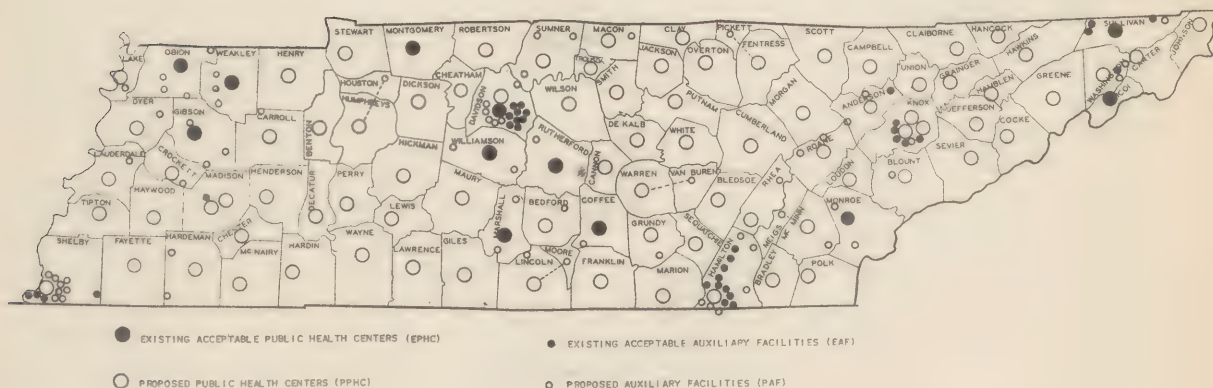 STEWART
MONTGOMERY
ROBERTSON
SUMNER
MACON
CLAY
PICKETT
SCOTT
HANCOCK
SULLIVAN
JOHNSON
OBION
WEAKLEY
HENRY
LAKE
HOUSTON
CHEATHAM
JACKSON
OVERTON
FENTRESS
CAMPBELL
CLAIBORNE
HAWKINS
CARTER
DYER
GIBSON
CARROLL
BENTON
HUMPHREYS
DICKSON
DAVIDSON
WILSON
SMITH
PUTNAM
MORGAN
ANDERSON
UNION
GRAINGER
HAMBLEN
GREENE
WASHINGTON
KNOX
JEFFERSON
COCKE
LAUDERDALE
CROCKETT
MADISON
HENDERSON
DECATUR
PERRY
HICKMAN
WILLIAMSON
RUTHERFORD
CANNON
DE KALB
WHITE
CUMBERLAND
ROANE
LOUDON
BLOUNT
SEVIER
TIPTON
HAYWOOD
CHESTER
LEWIS
MAURY
MARSHALL
BEDFORD
COFFEE
WARREN
VAN BUREN
BLEDSOE
RHEA
MONROE
SHELBY
FAYETTE
HARDEMAN
MC NAIRY
HARDIN
WAYNE
LAWRENCE
GILES
LINCOLN
MOORE
FRANKLIN
GRUNDY
SEQUATCHIE
MARION
HAMILTON
MEIGS
MC MINN
BRADLEY
POLK
EXISTING ACCEPTABLE PUBLIC HEALTH CENTERS (EPHC)
EXISTING ACCEPTABLE AUXILIARY FACILITIES (EAF)
PROPOSED PUBLIC HEALTH CENTERS (PPHC)
PROPOSED AUXILIARY FACILITIES (PAF)